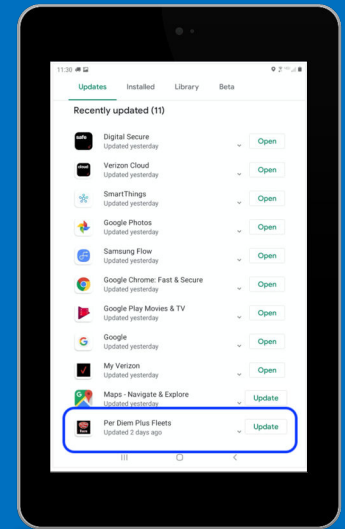 11:30
Updates Installed Library Beta
Recently updated (11)
Digital Secure
Updated yesterday
Open
Verizon Cloud
Updated yesterday
Open
SmartThings
Updated yesterday
Open
Google Photos
Updated yesterday
Open
Samsung Flow
Updated yesterday
Open
Google Chrome: Fast & Secure
Updated yesterday
Open
Google Play Movies & TV
Updated yesterday
Open
Google
Updated yesterday
Open
My Verizon
Updated yesterday
Open
Maps - Navigate & Explore
Updated yesterday
Update
Per Diem Plus Fleets
Updated 2 days ago
Update